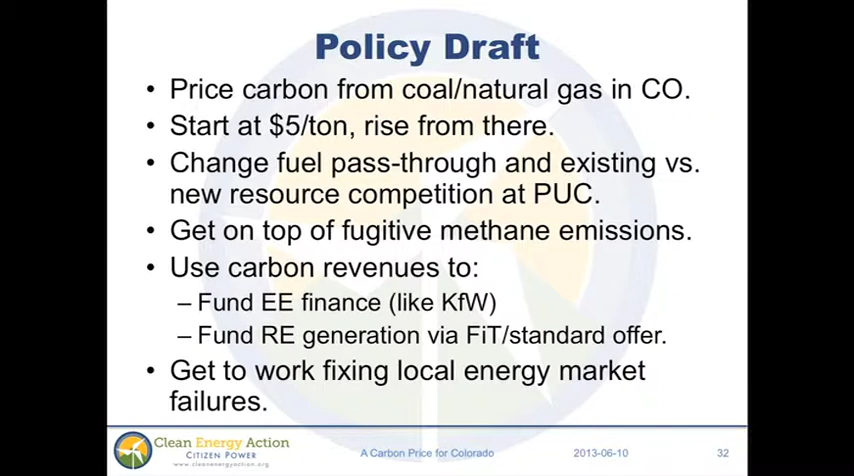 Policy Draft
• Price carbon from coal/natural gas in CO.
• Start at $5/ton, rise from there.
• Change fuel pass-through and existing vs.
new resource competition at PUC.
• Get on top of fugitive methane emissions.
• Use carbon revenues to:
– Fund EE finance (like KfW)
– Fund RE generation via FiT/standard offer.
• Get to work fixing local energy market
failures.
Clean Energy Action
CITIZEN POWER
www.cleanenergyaction.org
A Carbon Price for Colorado
2013-06-10
32